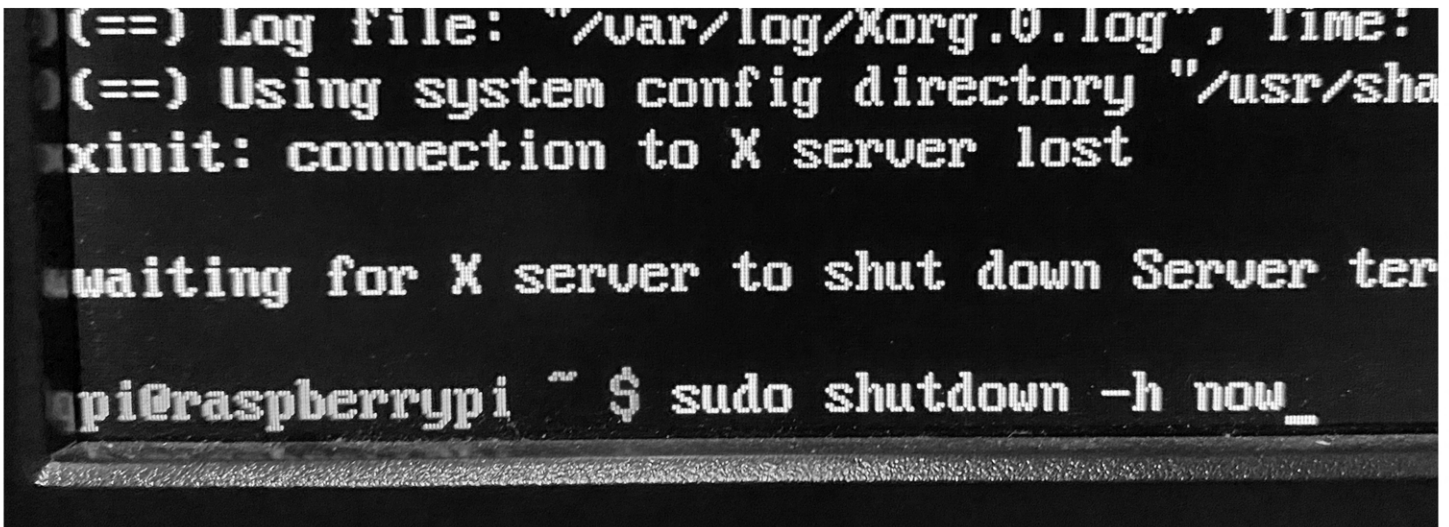 (==) Log file: "/var/log/Xorg.0.log", Time:
(==) Using system config directory "/usr/sha
xinit: connection to X server lost
waiting for X server to shut down Server ter
pi@raspberrypi ~ $ sudo shutdown -h now_